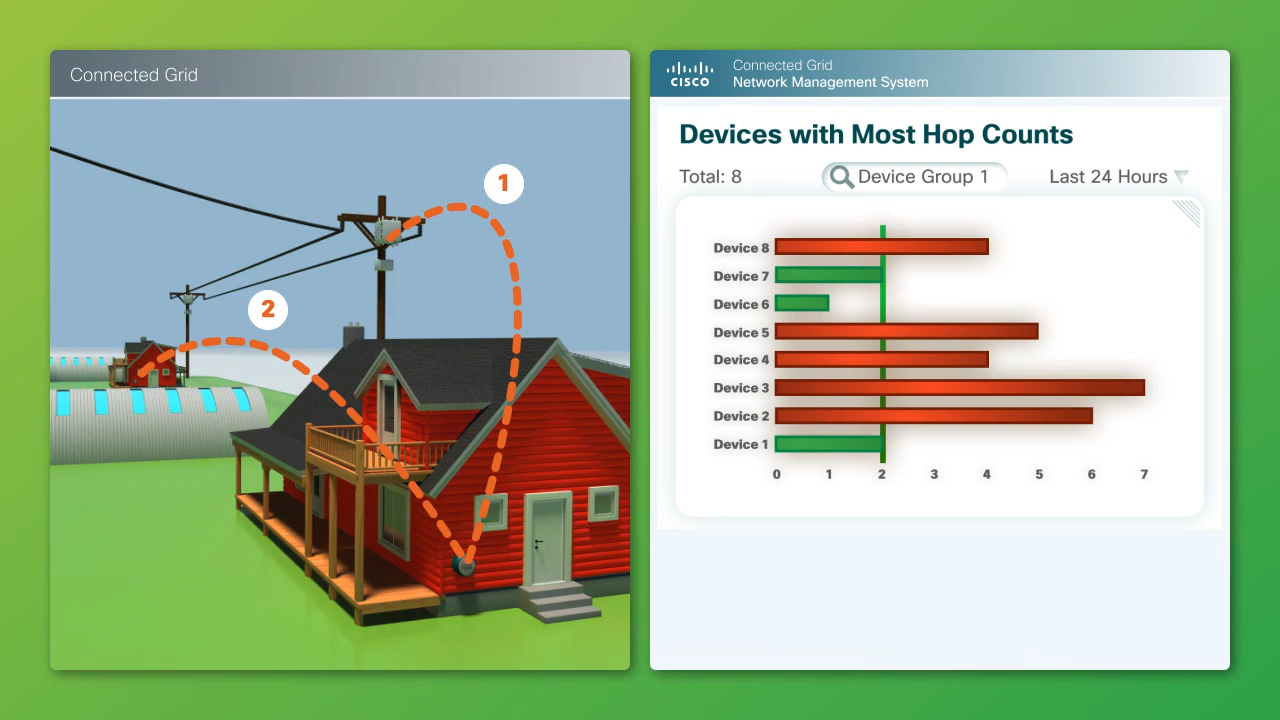 Connected Grid
1
2
CISCO
Connected Grid
Network Management System
Devices with Most Hop Counts
Total: 8
Device Group 1
Last 24 Hours
Device 8
Device 7
Device 6
Device 5
Device 4
Device 3
Device 2
Device 1
0 1 2 3 4 5 6 7